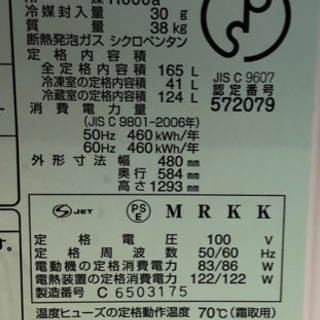 冷媒封入量 30 g
質量 38 kg
断熱発泡ガス シクロペンタン
定格内容積
全定格内容積 165 L
冷凍室の定格内容積 41 L
冷蔵室の定格内容積 124 L
消費電力量
(JIS C 9801-2006年)
50Hz 460 kWh/年
60Hz 460 kWh/年
外形寸法 幅 480 mm
奥行 584 mm
高さ 1293 mm
JIS C 9607
認定番号
572079
S JET PSE MRKK
定格電圧 100 V
定格周波数 50/60 Hz
電動機の定格消費電力 83/86 W
電熱装置の定格消費電力 122/122 W
製造番号 C 6503175
温度ヒューズの定格動作温度 70℃(霜取用)
す。